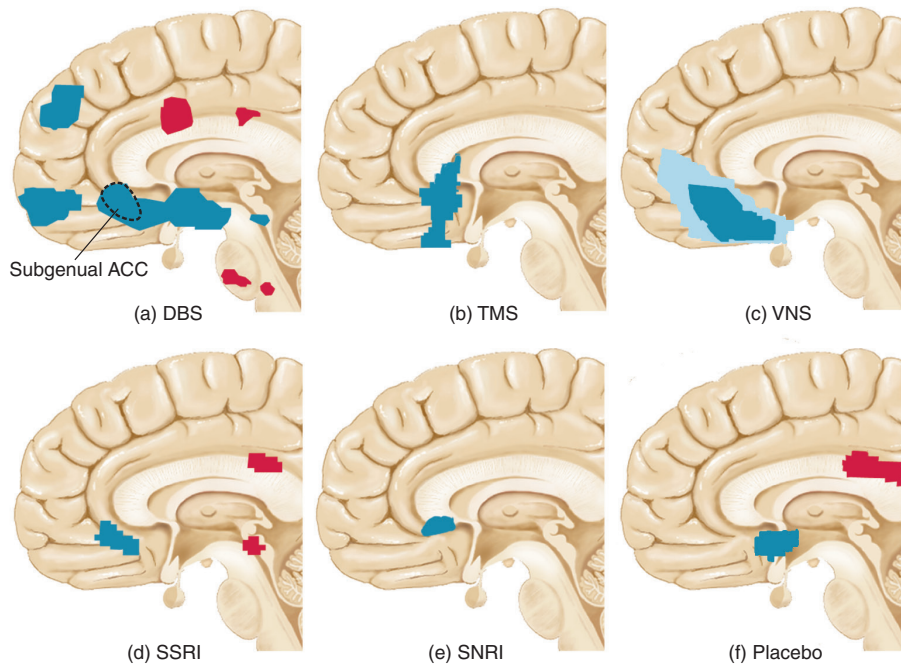 Subgenual ACC
(a) DBS
(b) TMS
(c) VNS
(d) SSRI
(e) SNRI
(f) Placebo